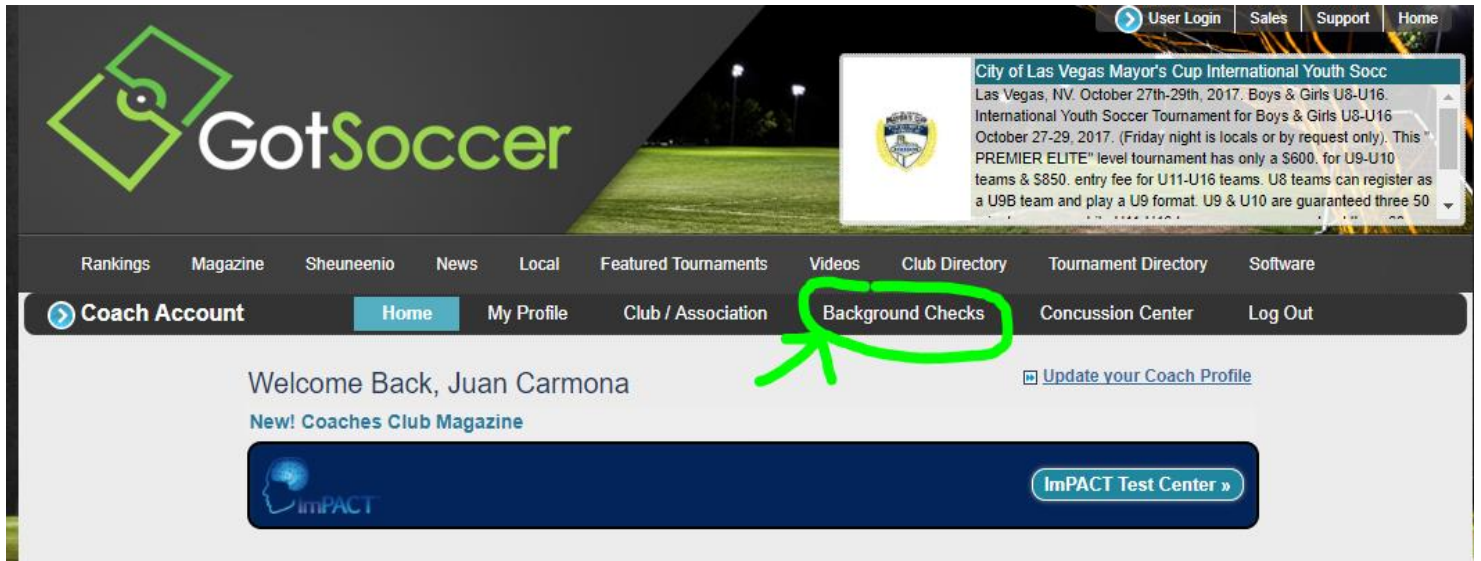 User Login Sales Support Home
GotSoccer
City of Las Vegas Mayor's Cup International Youth Socc
Las Vegas, NV. October 27th-29th, 2017. Boys & Girls U8-U16.
International Youth Soccer Tournament for Boys & Girls U8-U16
October 27-29, 2017. (Friday night is locals or by request only). This "
PREMIER ELITE" level tournament has only a $600. for U9-U10
teams & $850. entry fee for U11-U16 teams. U8 teams can register as
a U9B team and play a U9 format. U9 & U10 are guaranteed three 50
Rankings Magazine Sheuneenio News Local Featured Tournaments Videos Club Directory Tournament Directory Software
Coach Account Home My Profile Club / Association Background Checks Concussion Center Log Out
Welcome Back, Juan Carmona
Update your Coach Profile
New! Coaches Club Magazine
ImPACT
ImPACT Test Center »